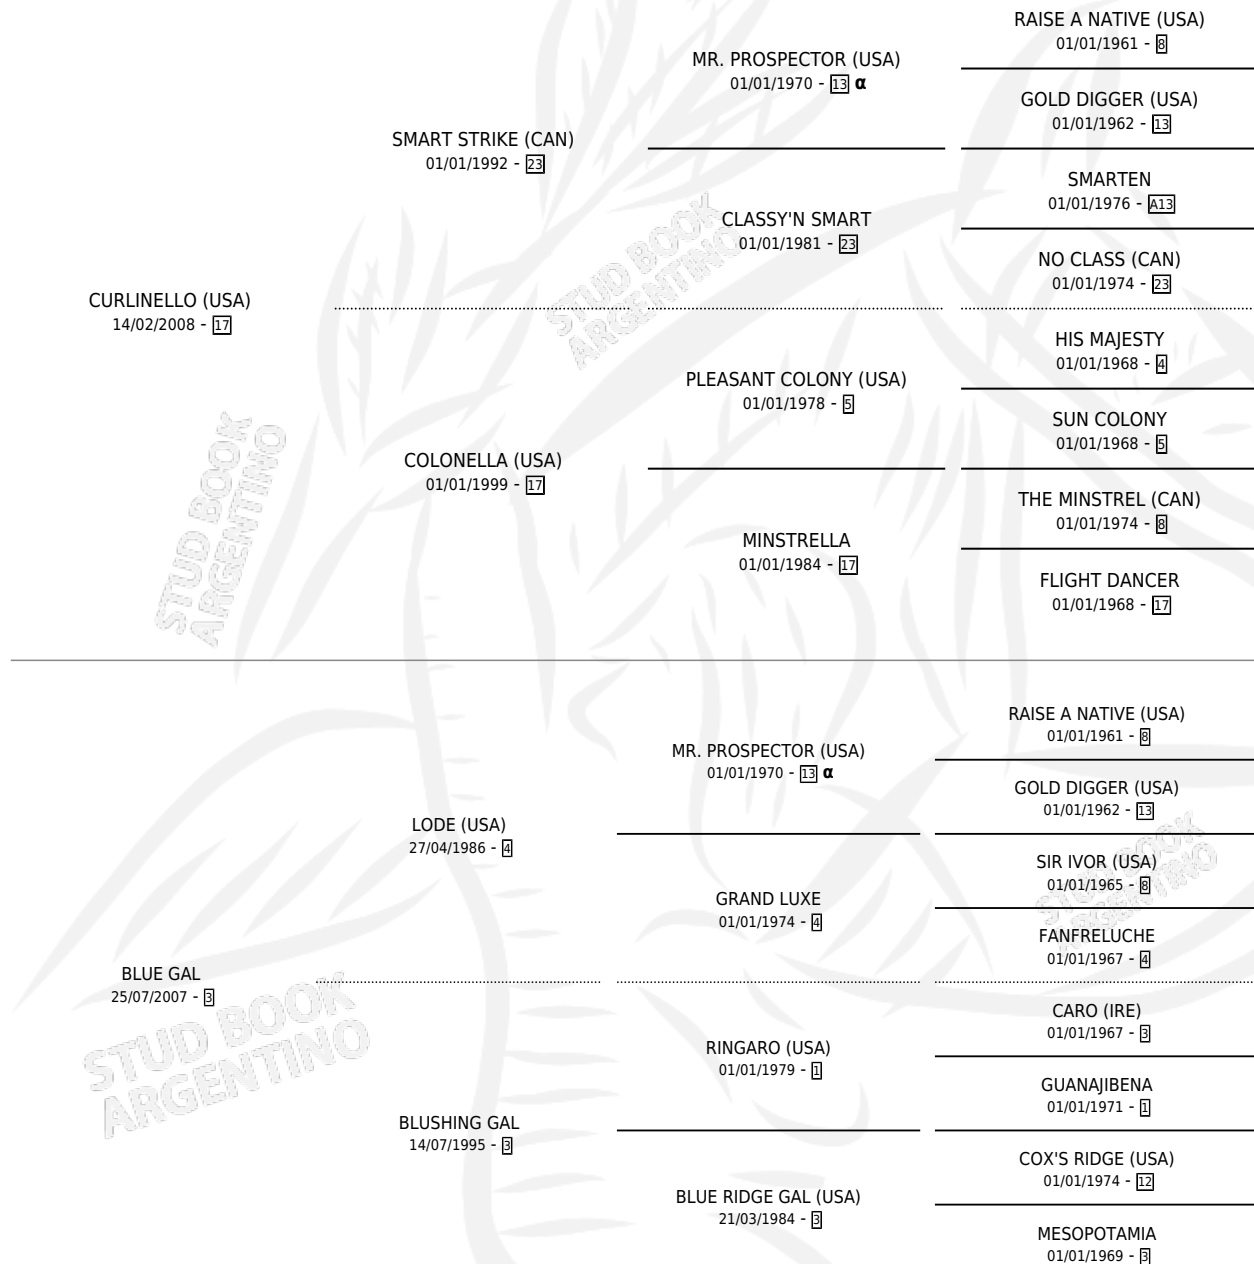 RAISE A NATIVE (USA)
01/01/1961 - 8
MR. PROSPECTOR (USA)
01/01/1970 - 13 α
GOLD DIGGER (USA)
01/01/1962 - 13
SMART STRIKE (CAN)
01/01/1992 - 23
SMARTEN
01/01/1976 - A13
CLASSY'N SMART
01/01/1981 - 23
NO CLASS (CAN)
01/01/1974 - 23
CURLINELLO (USA)
14/02/2008 - 17
STUD BOOK
ARGENTINO
HIS MAJESTY
01/01/1968 - 4
PLEASANT COLONY (USA)
01/01/1978 - 5
SUN COLONY
01/01/1968 - 5
COLONELLA (USA)
01/01/1999 - 17
THE MINSTREL (CAN)
01/01/1974 - 8
MINSTRELLA
01/01/1984 - 17
FLIGHT DANCER
01/01/1968 - 17
STUD BOOK
ARGENTINO
RAISE A NATIVE (USA)
01/01/1961 - 8
MR. PROSPECTOR (USA)
01/01/1970 - 13 α
GOLD DIGGER (USA)
01/01/1962 - 13
LODE (USA)
27/04/1986 - 4
SIR IVOR (USA)
01/01/1965 - 8
STUD BOOK
ARGENTINO
GRAND LUXE
01/01/1974 - 4
FANFRELUCHE
01/01/1967 - 4
BLUE GAL
25/07/2007 - 3
STUD BOOK
ARGENTINO
CARO (IRE)
01/01/1967 - 3
RINGARO (USA)
01/01/1979 - 1
GUANAJIBENA
01/01/1971 - 1
BLUSHING GAL
14/07/1995 - 3
COX'S RIDGE (USA)
01/01/1974 - 12
BLUE RIDGE GAL (USA)
21/03/1984 - 3
MESOPOTAMIA
01/01/1969 - 3